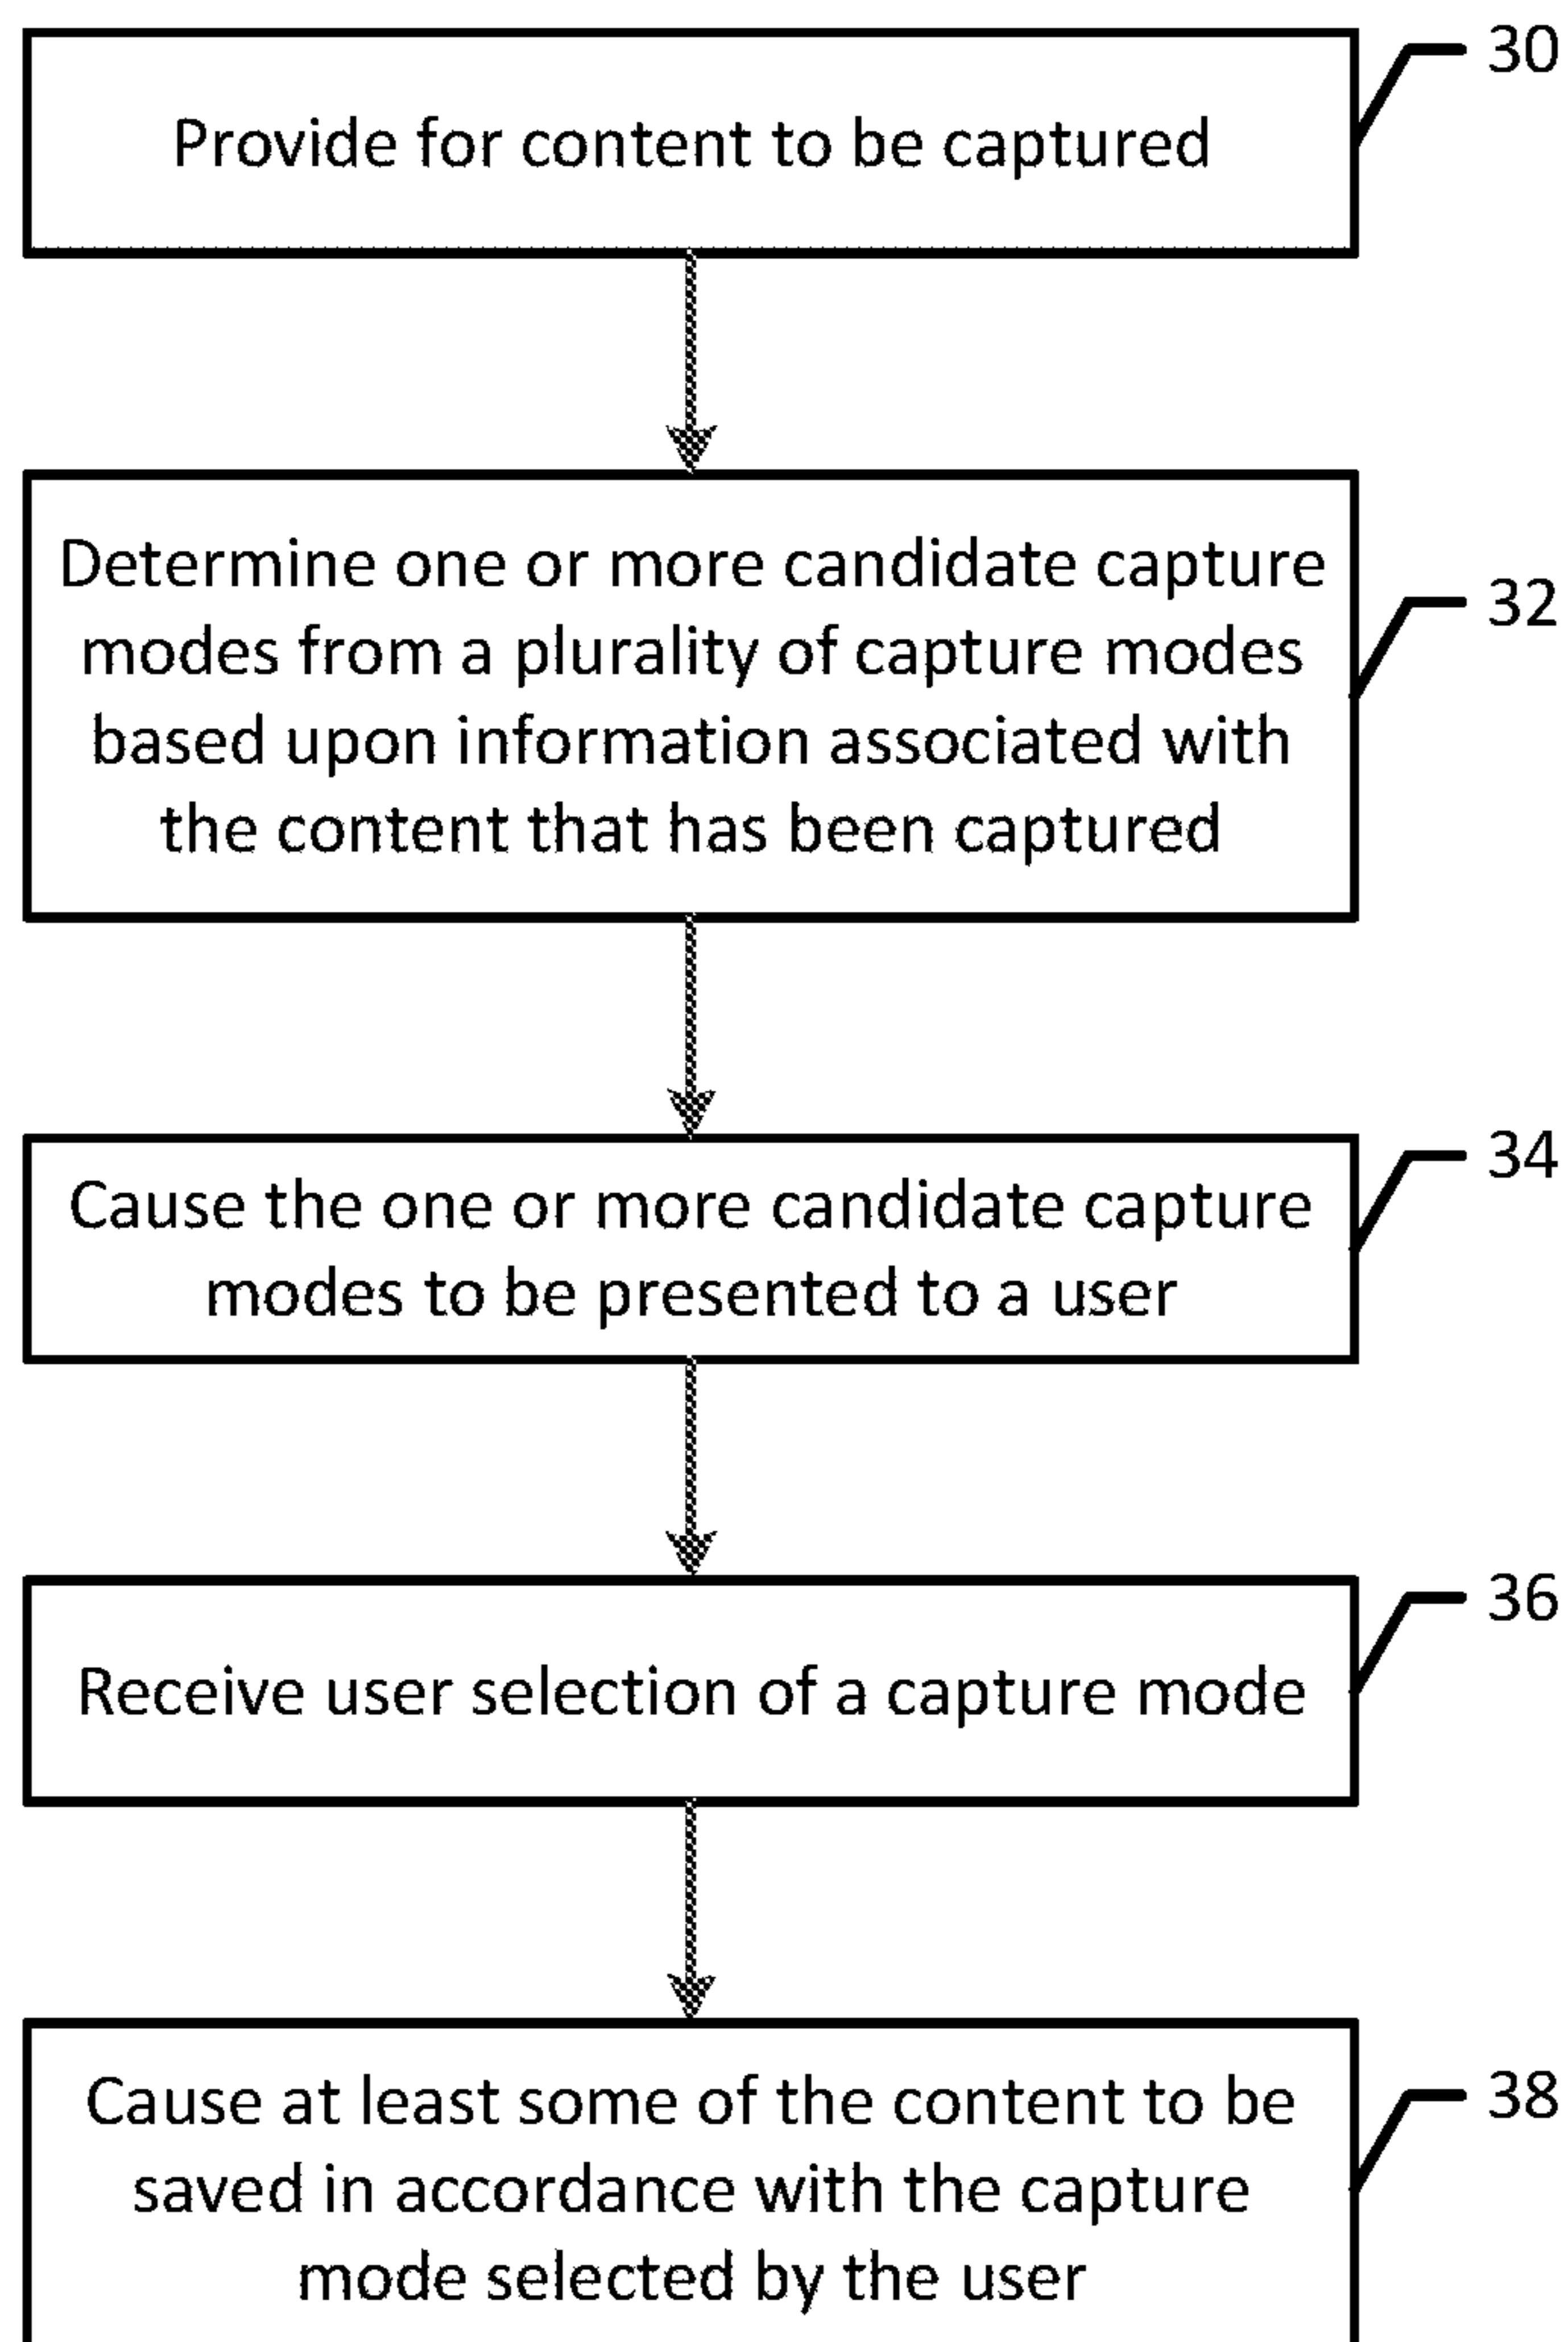 30
Provide for content to be captured
Determine one or more candidate capture
modes from a plurality of capture modes
based upon information associated with
the content that has been captured
32
Cause the one or more candidate capture
modes to be presented to a user
34
Receive user selection of a capture mode
36
Cause at least some of the content to be
saved in accordance with the capture
mode selected by the user
38